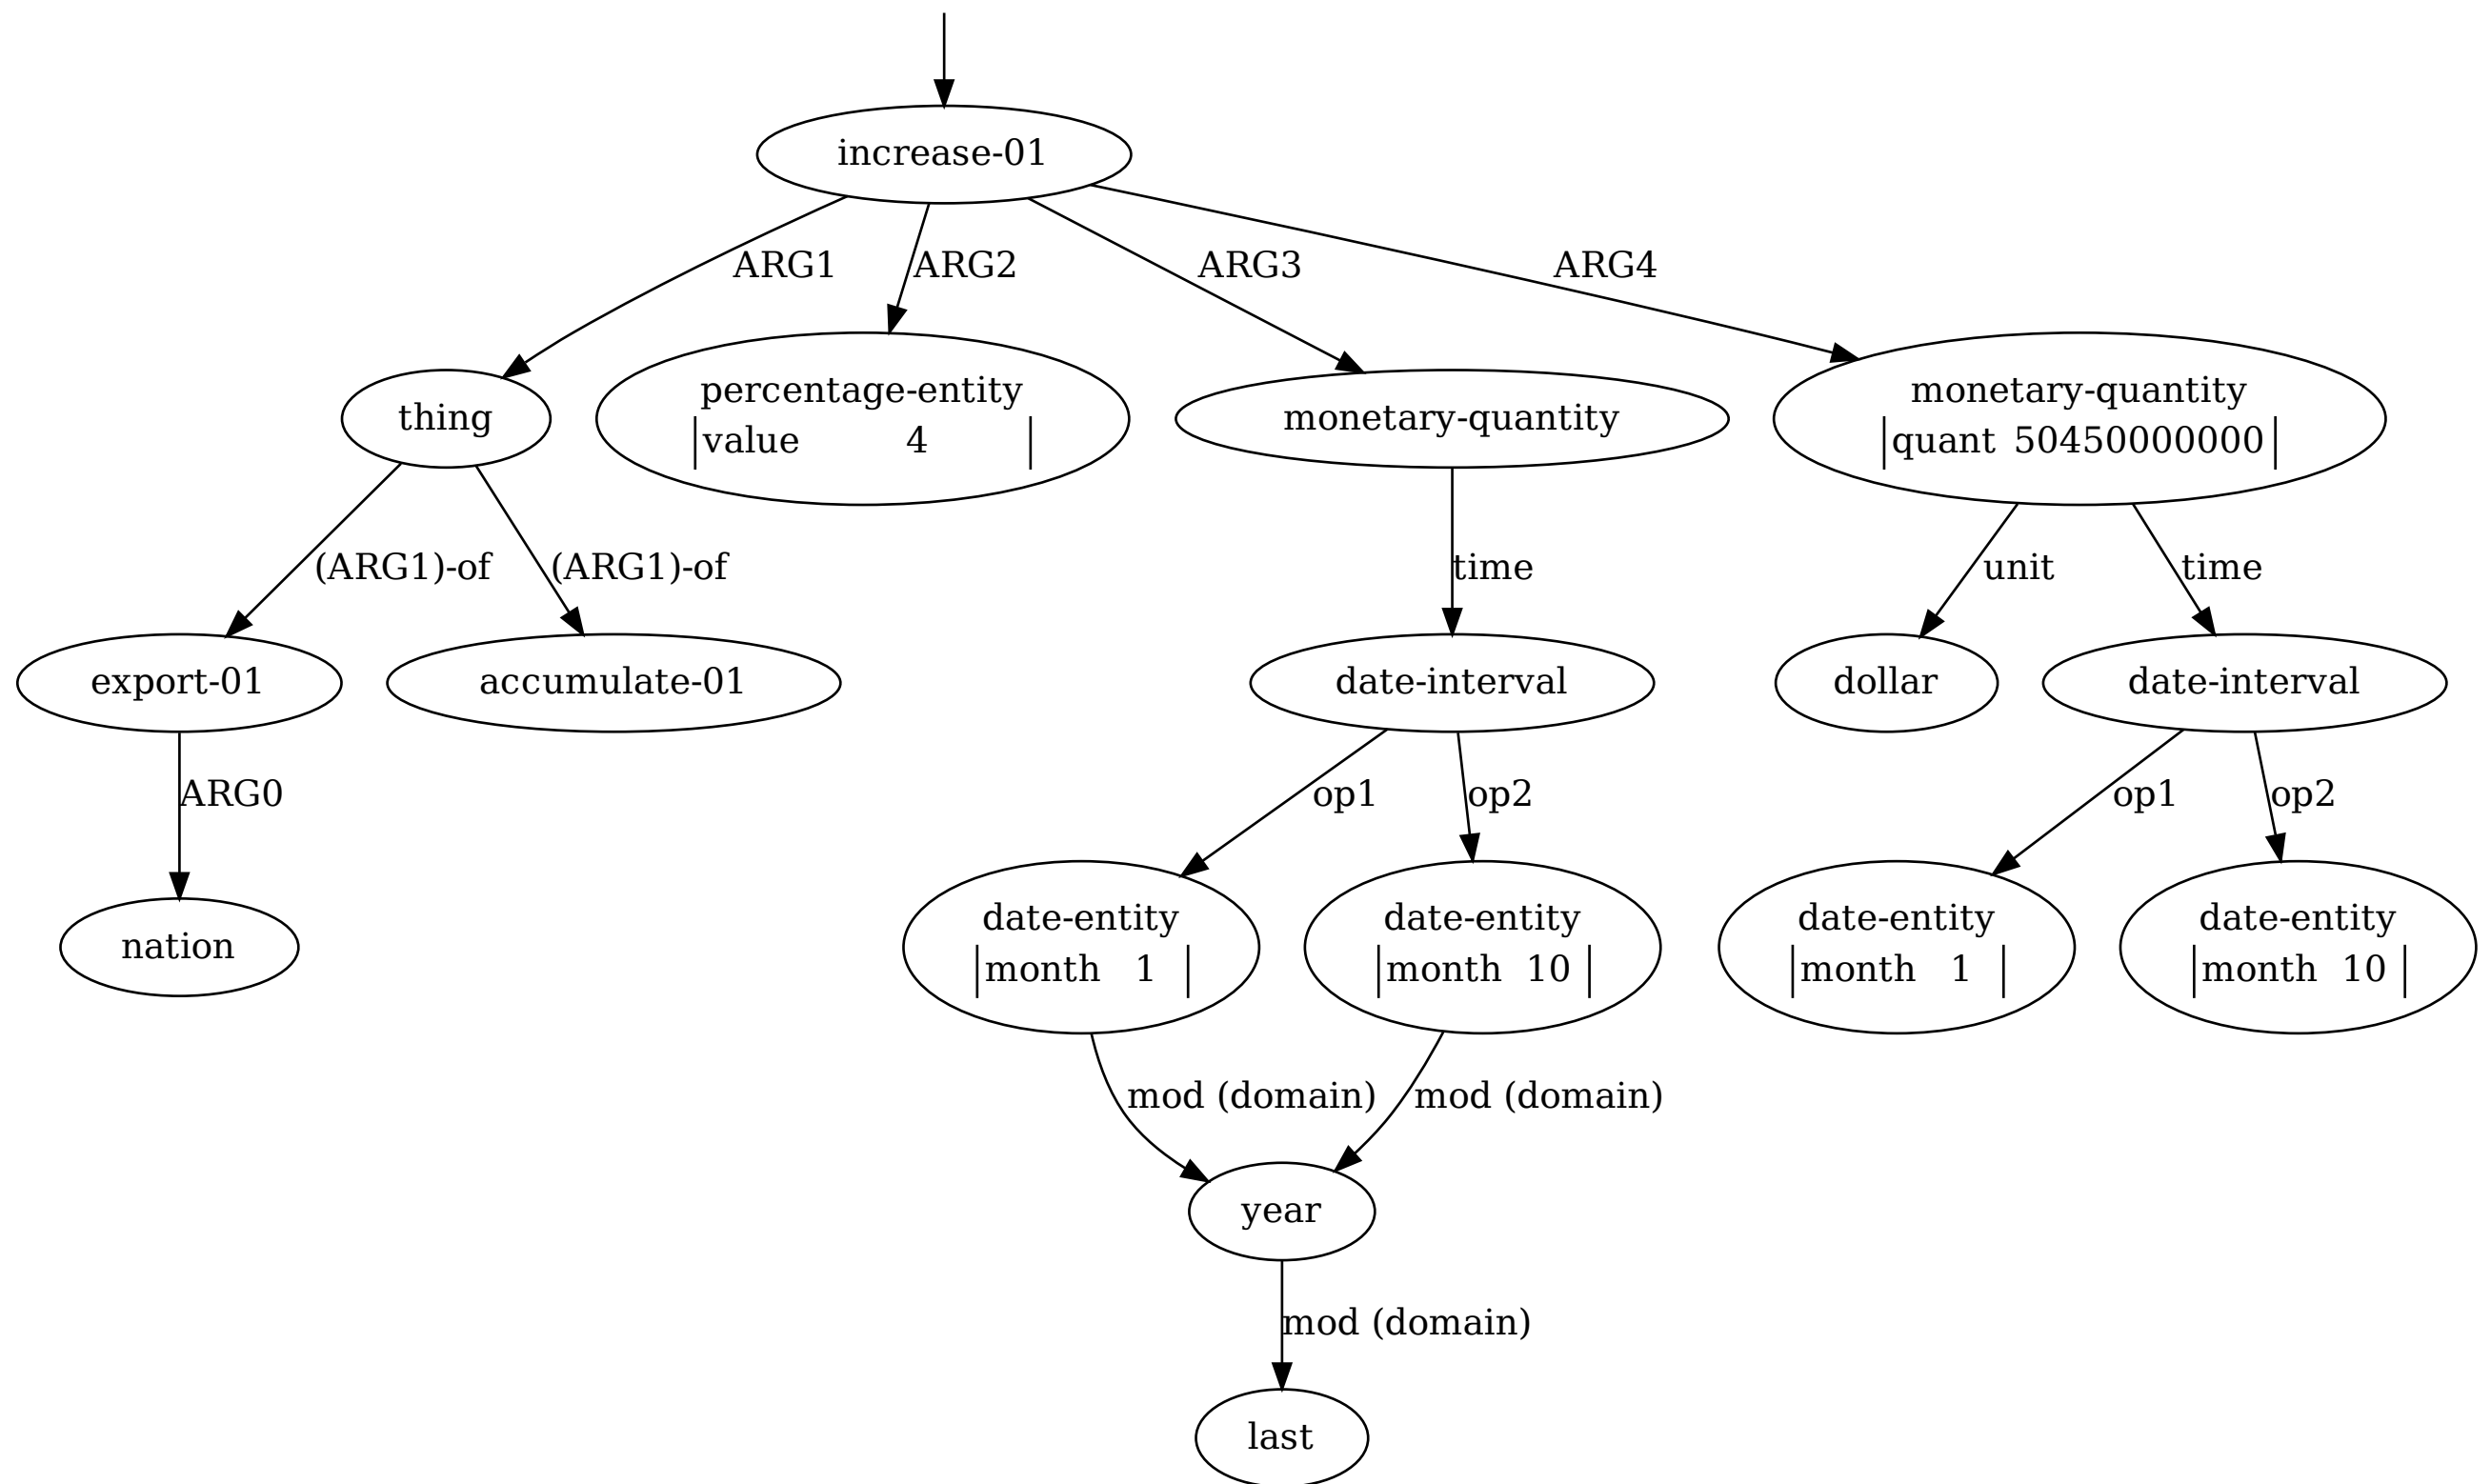 increase-01
ARG1
ARG2
ARG3
ARG4
thing
percentage-entity
value 4
monetary-quantity
monetary-quantity
quant 50450000000
(ARG1)-of
(ARG1)-of
time
unit
time
export-01
accumulate-01
date-interval
dollar
date-interval
ARG0
op1
op2
op1
op2
nation
date-entity
month 1
date-entity
month 10
date-entity
month 1
date-entity
month 10
mod (domain)
mod (domain)
year
mod (domain)
last